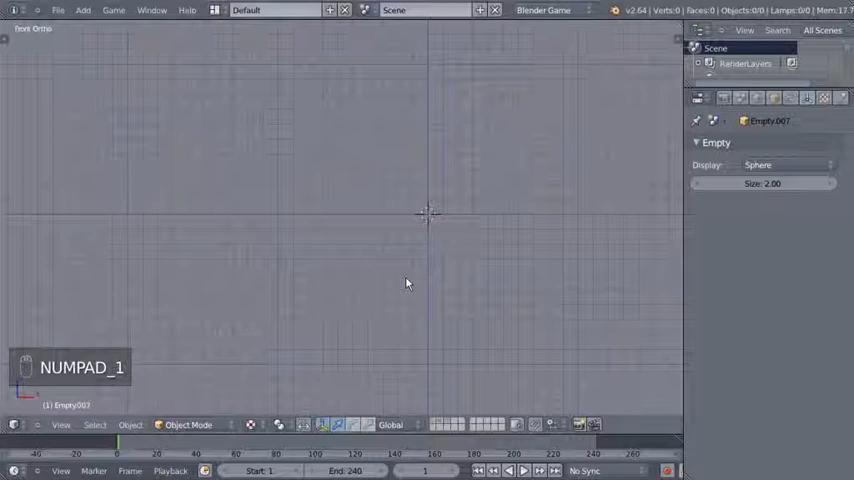 File Add Game Window Help Default Scene Blender Game v2.64 | Verts:0 | Faces:0 | Objects:0/0 | Lamps:0/0 | Mem:17.7
Front Ortho
View Search All Scenes
Scene
RenderLayers
Empty.007
Empty
Display: Sphere
Size: 2.00
NUMPAD_1
(1) Empty.007
View Select Object Object Mode Global
-40 -20 0 20 40 60 80 100 120 140 160 180 200 220 240 260
View Marker Frame Playback Start: 1 End: 240 1 No Sync